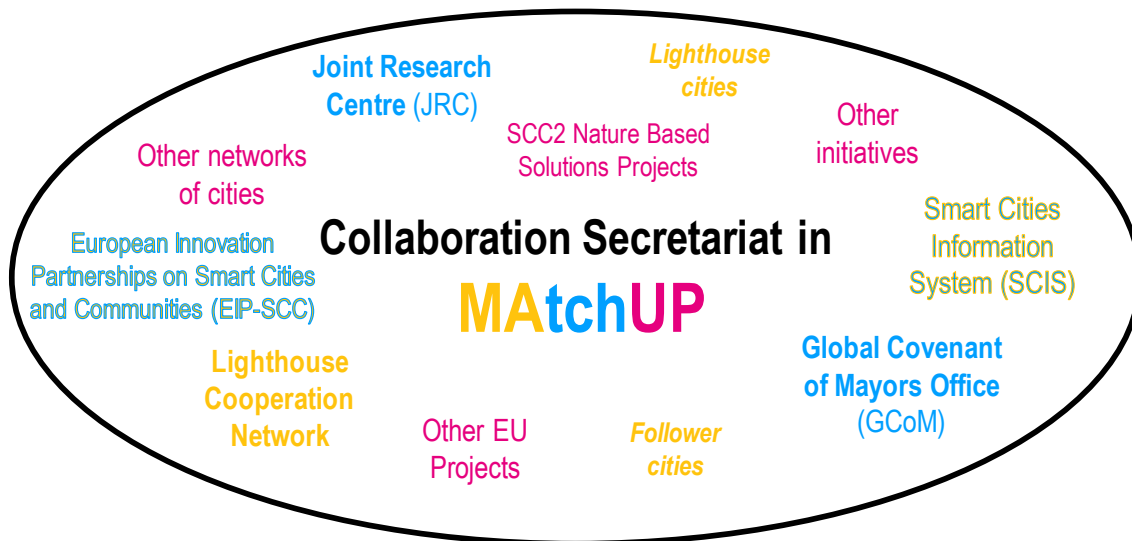 Joint Research
Centre (JRC)
Lighthouse
cities
SCC2 Nature Based
Solutions Projects
Other
initiatives
Other networks
of cities
Smart Cities
Information
System (SCIS)
European Innovation
Partnerships on Smart Cities
and Communities (EIP-SCC)
Collaboration Secretariat in
MAtchUP
Global Covenant
of Mayors Office
(GCoM)
Lighthouse
Cooperation
Network
Other EU
Projects
Follower
cities